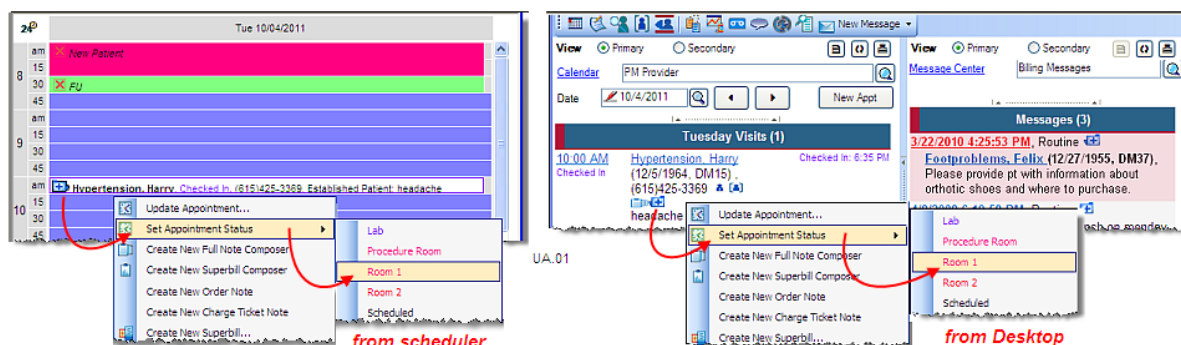 24
Tue 10/04/2011
8
am
New Patient
15
30
FU
45
9
am
15
30
45
10
am
Hypertension, Harry, Checked In, (615)425-3369, Established Patient: headache
15
30
45
Update Appointment...
Set Appointment Status
Create New Full Note Composer
Create New Superbill Composer
Create New Order Note
Create New Charge Ticket Note
Create New Superbill...
Lab
Procedure Room
Room 1
Room 2
Scheduled
from scheduler
UA.01
New Message
View Primary Secondary
Calendar PM Provider
Date 10/4/2011 New Appt
Tuesday Visits (1)
10:00 AM Hypertension, Harry Checked In: 6:35 PM
Checked In (12/5/1964, DM15) ,
(615)425-3369
headache
Update Appointment...
Set Appointment Status
Create New Full Note Composer
Create New Superbill Composer
Create New Order Note
Create New Charge Ticket Note
Create New Superbill...
View Primary Secondary
Message Center Billing Messages
Messages (3)
3/22/2010 4:25:53 PM, Routine
Footproblems, Felix (12/27/1955, DM37),
Please provide pt with information about
orthotic shoes and where to purchase.
Lab
Procedure Room
Room 1
Room 2
Scheduled
from Desktop